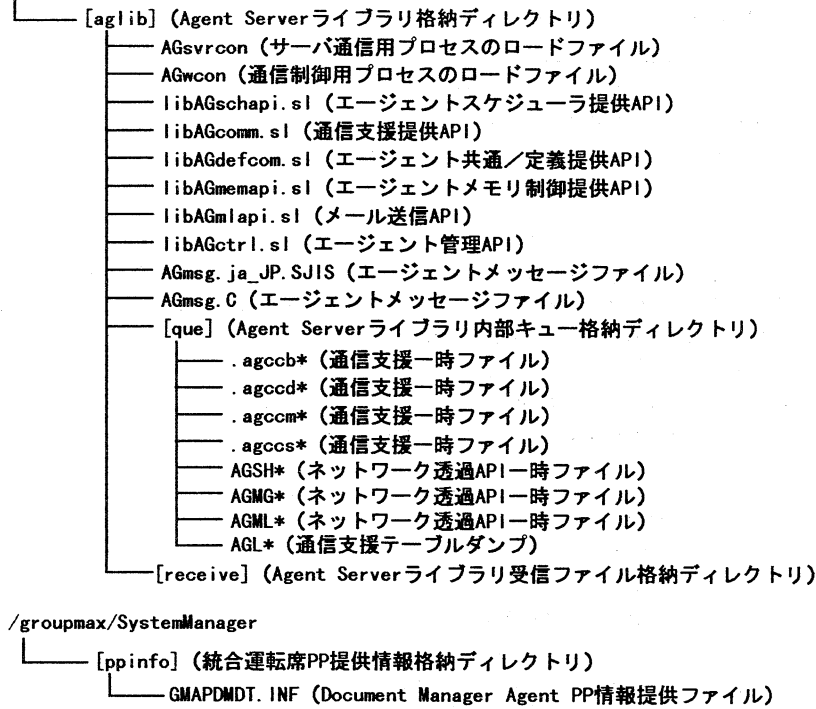 [aglib] (Agent Serverライブラリ格納ディレクトリ)
AGsvrcon (サーバ通信用プロセスのロードファイル)
AGwcon (通信制御用プロセスのロードファイル)
libAGschapi.sl (エージェントスケジューラ提供API)
libAGcomm.sl (通信支援提供API)
libAGdefcom.sl (エージェント共通/定義提供API)
libAGmemapi.sl (エージェントメモリ制御提供API)
libAGmlapi.sl (メール送信API)
libAGctrl.sl (エージェント管理API)
AGmsg.ja_JP.SJIS (エージェントメッセージファイル)
AGmsg.C (エージェントメッセージファイル)
[que] (Agent Serverライブラリ内部キュー格納ディレクトリ)
.agccb* (通信支援一時ファイル)
.agccd* (通信支援一時ファイル)
.agccm* (通信支援一時ファイル)
.agccs* (通信支援一時ファイル)
AGSH* (ネットワーク透過API一時ファイル)
AGMG* (ネットワーク透過API一時ファイル)
AGML* (ネットワーク透過API一時ファイル)
AGL* (通信支援テーブルダンプ)
[receive] (Agent Serverライブラリ受信ファイル格納ディレクトリ)
/groupmax/SystemManager
[ppinfo] (統合運転席PP提供情報格納ディレクトリ)
GMAPDMDT.INF (Document Manager Agent PP情報提供ファイル)